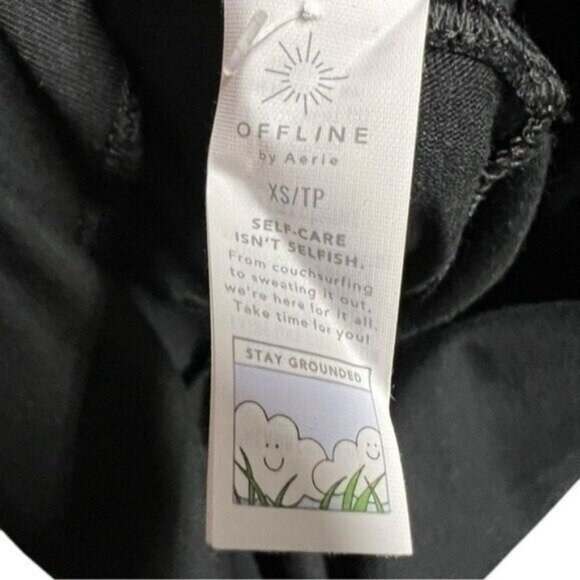 OFFLINE
by Aerie
XS/TP
SELF-CARE
ISN'T SELFISH.
From couchsurfing
to sweating it out,
we're here for it all.
Take time for you!
STAY GROUNDED